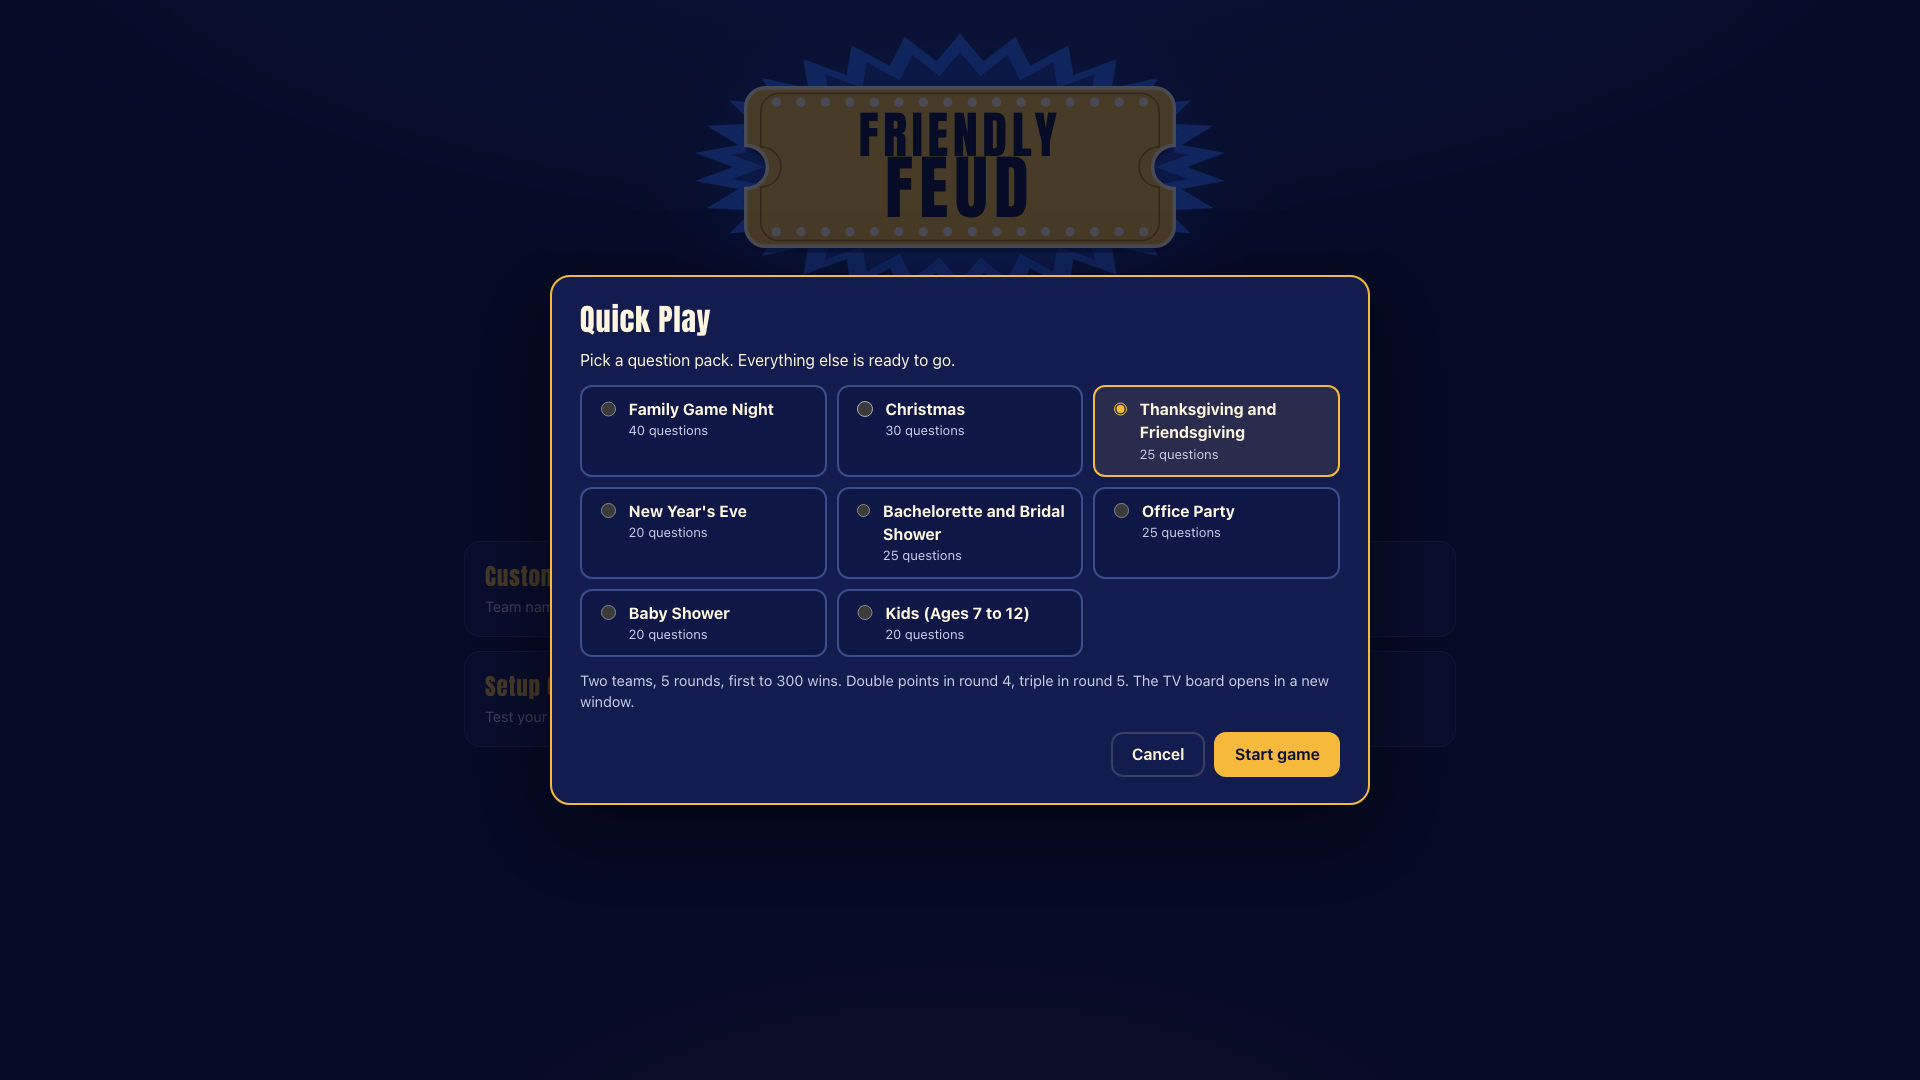 FRIENDLY
FEUD
Quick Play
Pick a question pack. Everything else is ready to go.
Family Game Night
40 questions
Christmas
30 questions
Thanksgiving and
Friendsgiving
25 questions
New Year's Eve
20 questions
Bachelorette and Bridal
Shower
25 questions
Office Party
25 questions
Baby Shower
20 questions
Kids (Ages 7 to 12)
20 questions
Two teams, 5 rounds, first to 300 wins. Double points in round 4, triple in round 5. The TV board opens in a new
window.
Cancel
Start game
Team
Setup
Test your